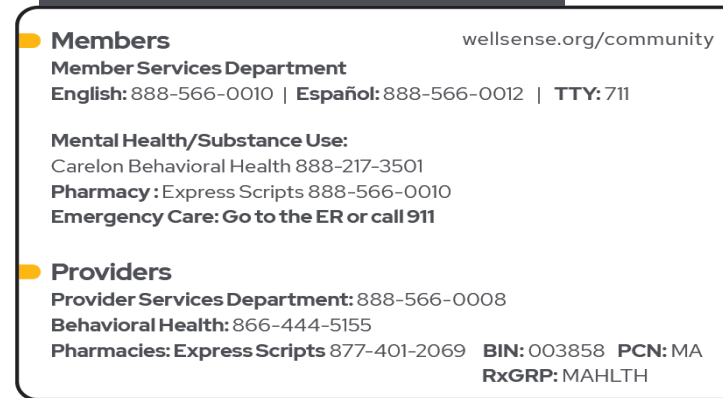 Members wellsense.org/community
Member Services Department
English: 888-566-0010 | Español: 888-566-0012 | TTY: 711
Mental Health/Substance Use:
Carelon Behavioral Health 888-217-3501
Pharmacy : Express Scripts 888-566-0010
Emergency Care: Go to the ER or call 911
Providers
Provider Services Department: 888-566-0008
Behavioral Health: 866-444-5155
Pharmacies: Express Scripts 877-401-2069 BIN: 003858 PCN: MA
RxGRP: MAHLTH